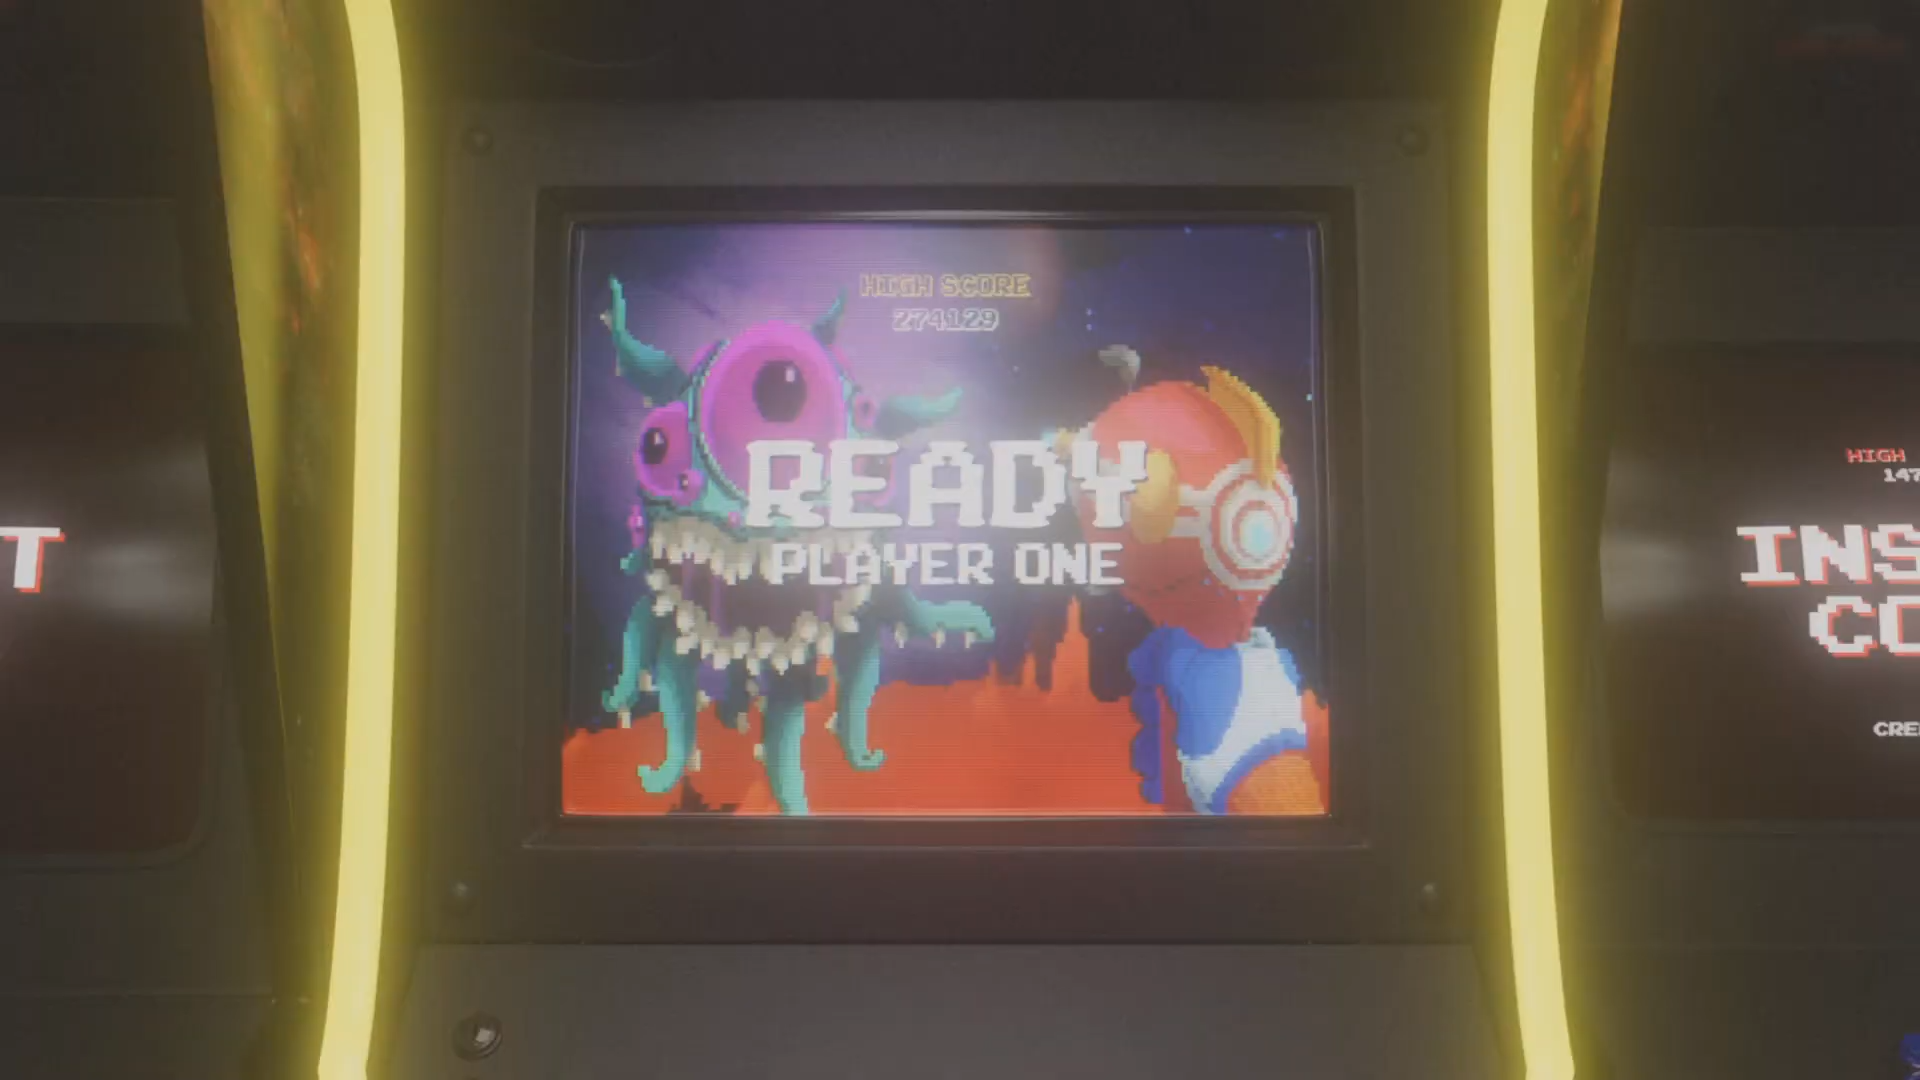 HIGH SCORE
274129
READY
PLAYER ONE
T
HIGH
147
INS
CO
CRE